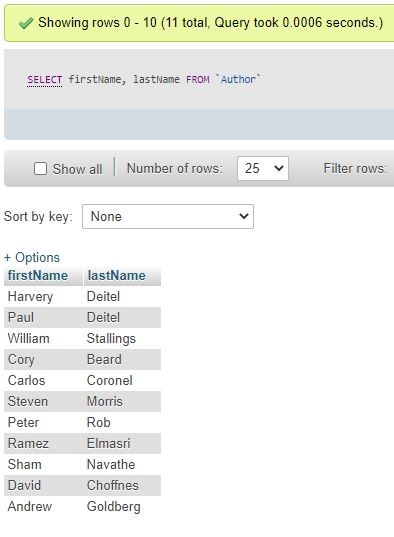 Showing rows 0 - 10 (11 total, Query took 0.0006 seconds.)
SELECT firstName, lastName FROM `Author`
Show all Number of rows: 25 Filter rows:
Sort by key: None
+ Options
firstName lastName
Harvery Deitel
Paul Deitel
William Stallings
Cory Beard
Carlos Coronel
Steven Morris
Peter Rob
Ramez Elmasri
Sham Navathe
David Choffnes
Andrew Goldberg